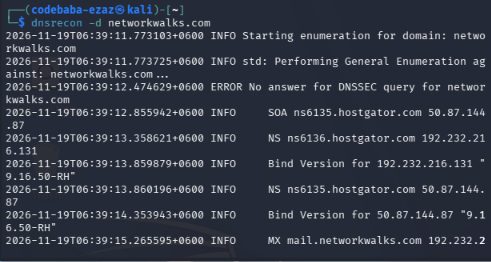 ┌──(codebaba-ezaz㉿kali)-[~]
└─$ dnsrecon -d networkwalks.com
2026-11-19T06:39:11.773103+0600 INFO Starting enumeration for domain: netwo
rkwalks.com
2026-11-19T06:39:11.773725+0600 INFO std: Performing General Enumeration ag
ainst: networkwalks.com...
2026-11-19T06:39:12.474629+0600 ERROR No answer for DNSSEC query for networ
kwalks.com
2026-11-19T06:39:12.855942+0600 INFO     SOA ns6135.hostgator.com 50.87.144
.87
2026-11-19T06:39:13.358621+0600 INFO     NS ns6136.hostgator.com 192.232.21
6.131
2026-11-19T06:39:13.859879+0600 INFO     Bind Version for 192.232.216.131 "
9.16.50-RH"
2026-11-19T06:39:13.860196+0600 INFO     NS ns6135.hostgator.com 50.87.144.
87
2026-11-19T06:39:14.353943+0600 INFO     Bind Version for 50.87.144.87 "9.1
6.50-RH"
2026-11-19T06:39:15.265595+0600 INFO     MX mail.networkwalks.com 192.232.2